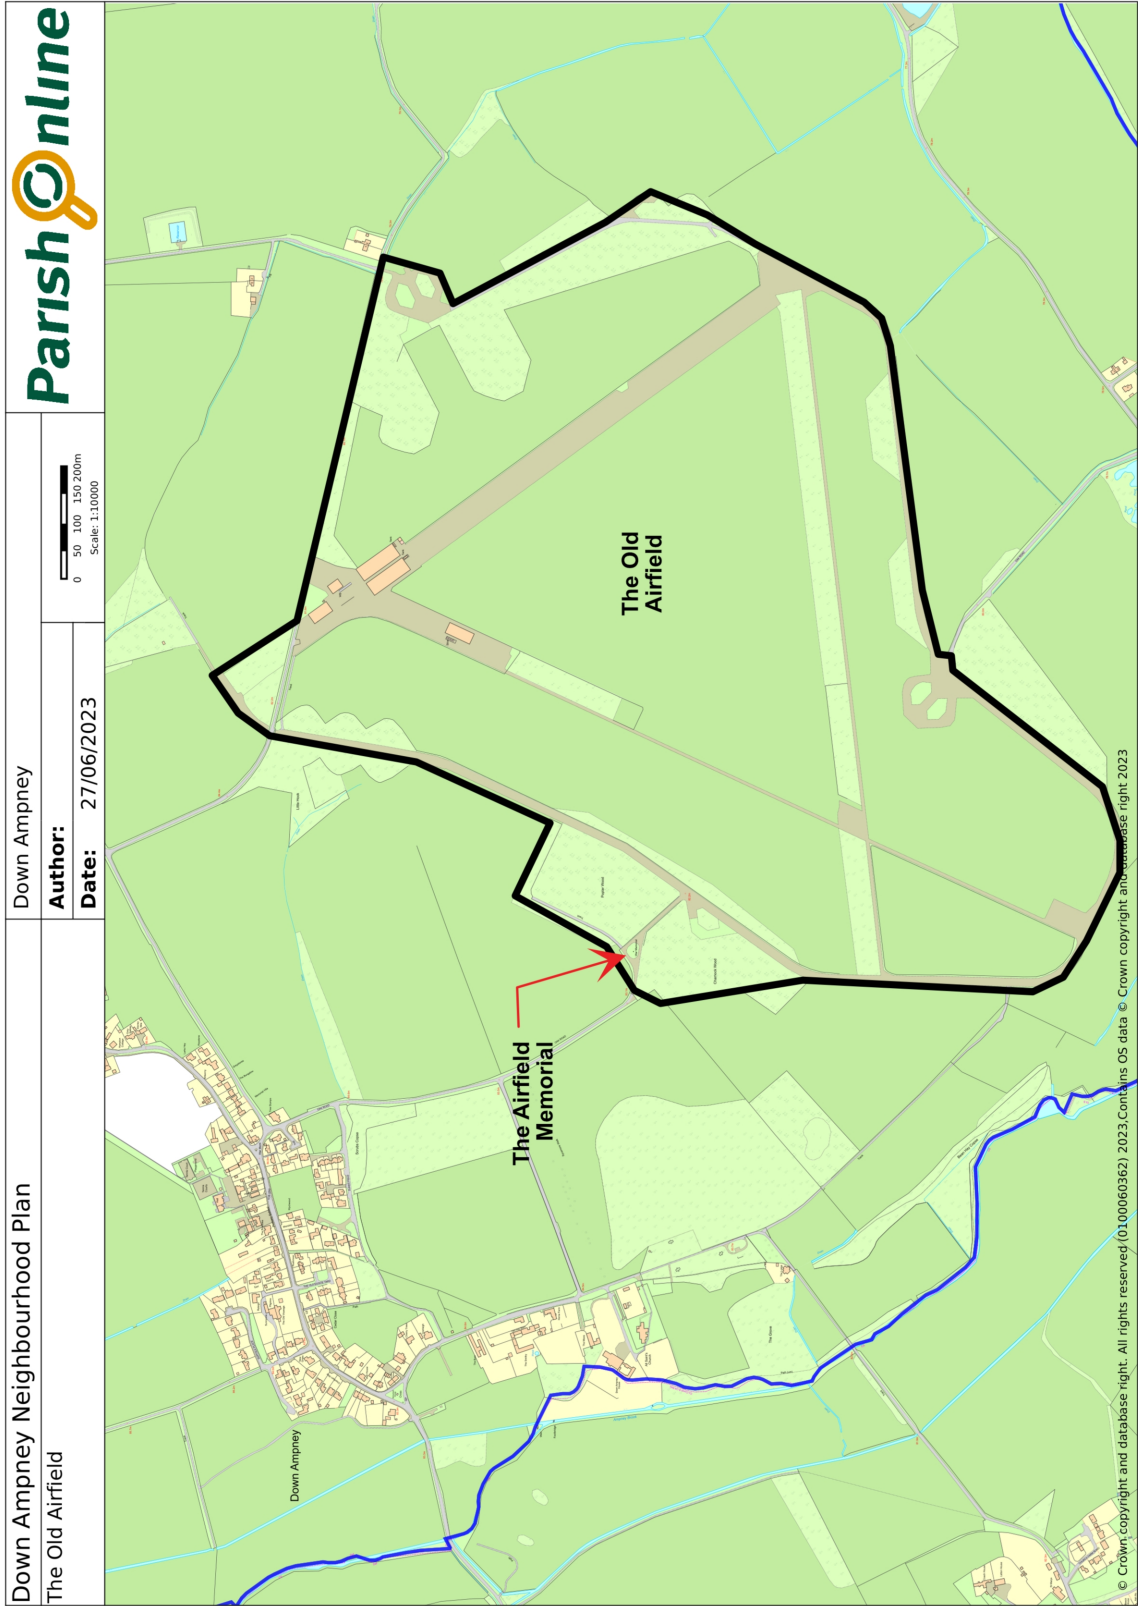 Down Ampney Neighbourhood Plan
The Old Airfield
Down Ampney
Author:
Date: 27/06/2023
0 50 100 150 200m
Scale: 1:10000
Parish Online
Down Ampney
The Airfield
Memorial
The Old
Airfield
© Crown copyright and database right. All rights reserved (0100060362) 2023,Contains OS data © Crown copyright and database right 2023